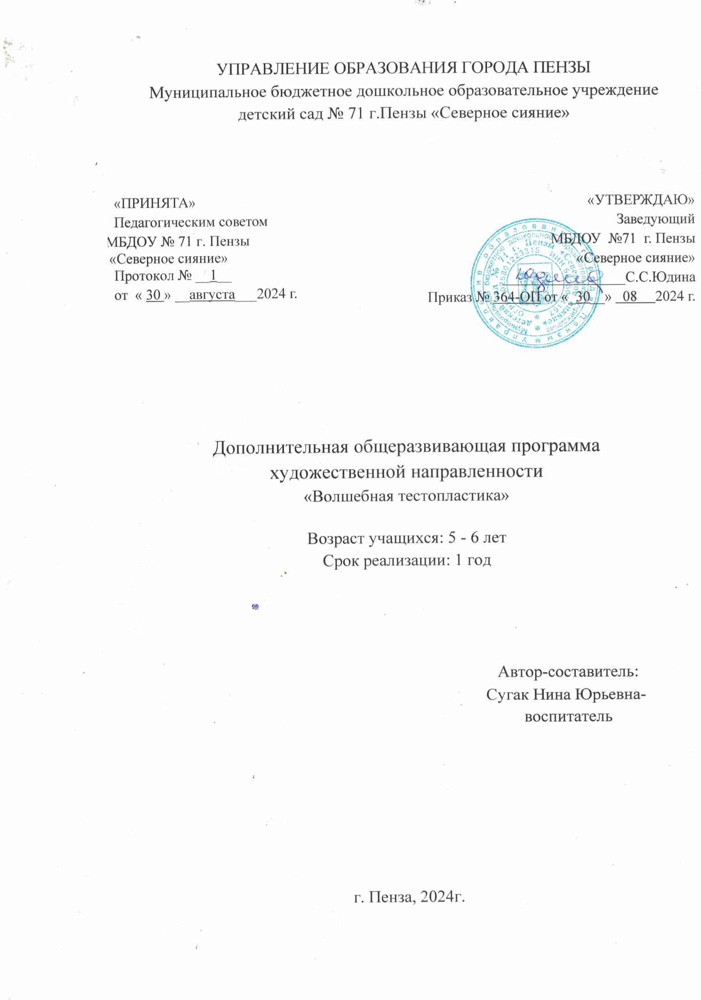 УПРАВЛЕНИЕ ОБРАЗОВАНИЯ ГОРОДА ПЕНЗЫ
Муниципальное бюджетное дошкольное образовательное учреждение
детский сад № 71 г.Пензы «Северное сияние»
«ПРИНЯТА»
Педагогическим советом
МБДОУ № 71 г. Пензы
«Северное сияние»
Протокол № __1__
от « 30 » __августа___2024 г.
«УТВЕРЖДАЮ»
Заведующий
МБДОУ №71 г. Пензы
«Северное сияние»
С.С.Юдина
Приказ № 364-ОП от « 30__» _08___2024 г.
Дополнительная общеразвивающая программа
художественной направленности
«Волшебная тестопластика»
Возраст учащихся: 5 - 6 лет
Срок реализации: 1 год
Автор-составитель:
Сугак Нина Юрьевна-
воспитатель
г. Пенза, 2024г.